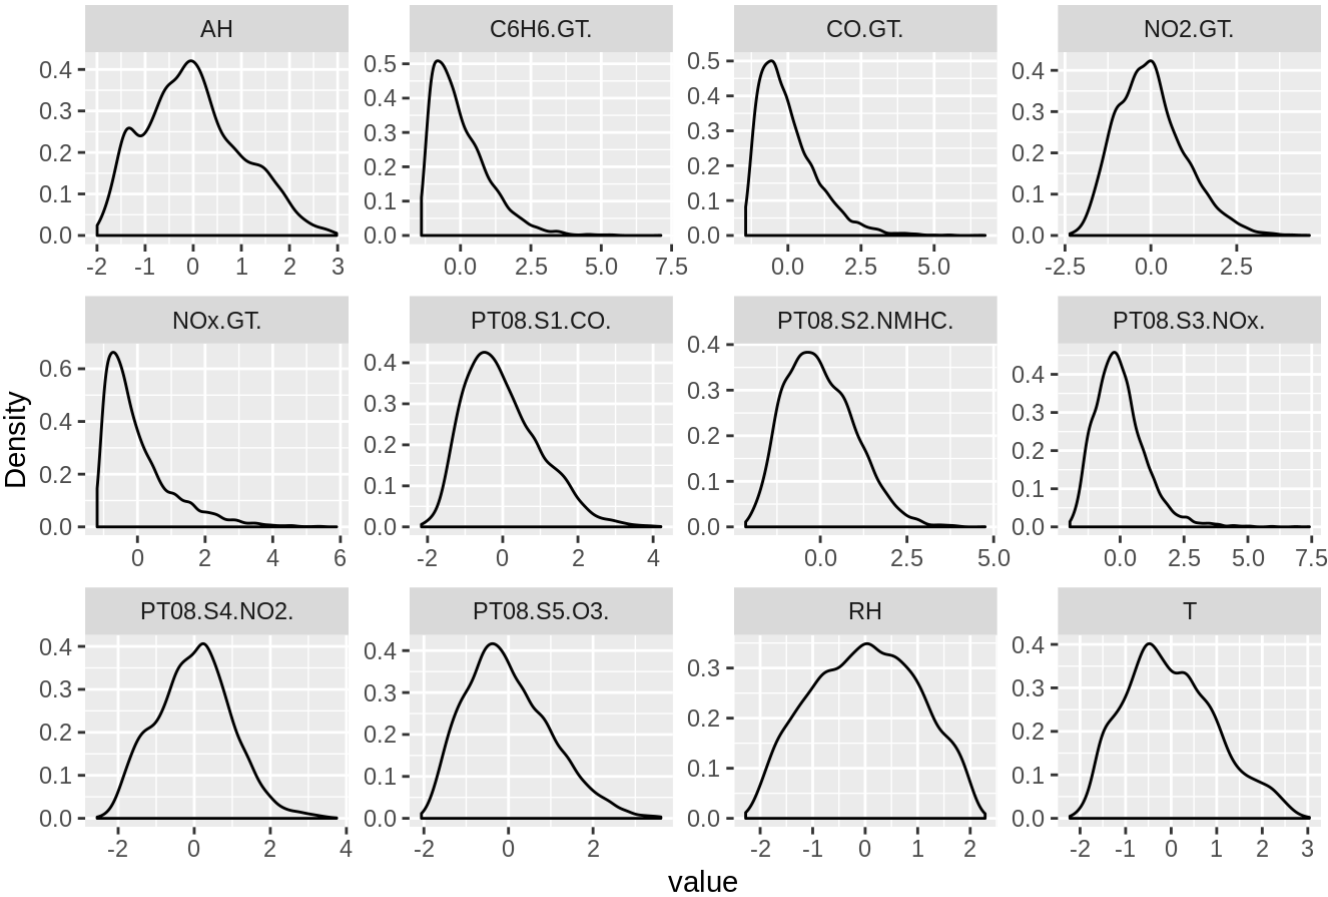 AH C6H6.GT. CO.GT. NO2.GT.
0.4 0.3 0.2 0.1 0.0
-2 -1 0 1 2 3
0.5 0.4 0.3 0.2 0.1 0.0
0.0 2.5 5.0 7.5
0.5 0.4 0.3 0.2 0.1 0.0
0.0 2.5 5.0
0.4 0.3 0.2 0.1 0.0
-2.5 0.0 2.5
NOx.GT. PT08.S1.CO. PT08.S2.NMHC. PT08.S3.NOx.
0.6 0.4 0.2 0.0
0 2 4 6
0.4 0.3 0.2 0.1 0.0
-2 0 2 4
0.4 0.3 0.2 0.1 0.0
0.0 2.5 5.0
0.4 0.3 0.2 0.1 0.0
0.0 2.5 5.0 7.5
Density
PT08.S4.NO2. PT08.S5.O3. RH T
0.4 0.3 0.2 0.1 0.0
-2 0 2 4
0.4 0.3 0.2 0.1 0.0
-2 0 2
0.3 0.2 0.1 0.0
-2 -1 0 1 2
0.4 0.3 0.2 0.1 0.0
-2 -1 0 1 2 3
value